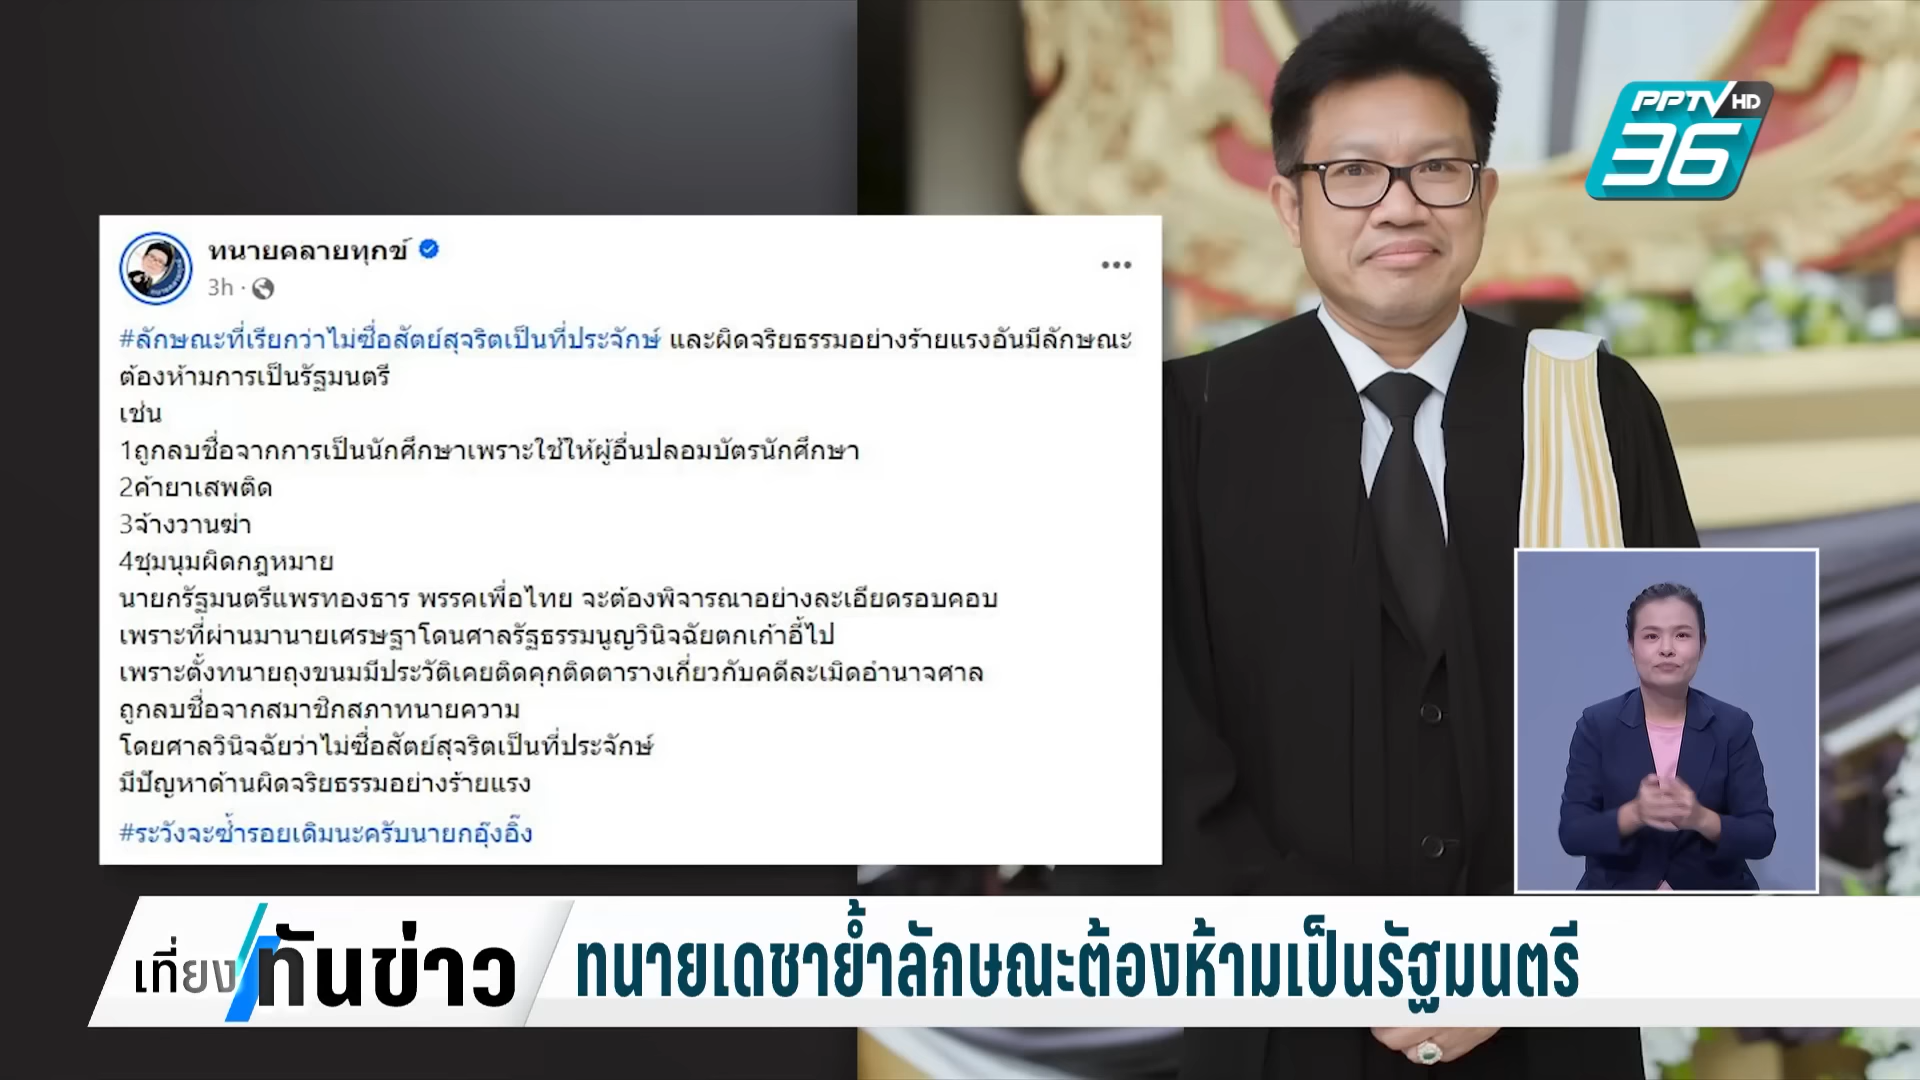 PPTV HD
36
ทนายคลายทุกข์
3h
#ลักษณะที่เรียกว่าไม่ซื่อสัตย์สุจริตเป็นที่ประจักษ์ และผิดจริยธรรมอย่างร้ายแรงอันมีลักษณะ
ต้องห้ามการเป็นรัฐมนตรี
เช่น
1ถูกลบชื่อจากการเป็นนักศึกษาเพราะใช้ให้ผู้อื่นปลอมบัตรนักศึกษา
2ค้ายาเสพติด
3จ้างวานฆ่า
4ชุมนุมผิดกฎหมาย
นายกรัฐมนตรีแพรทองธาร พรรคเพื่อไทย จะต้องพิจารณาอย่างละเอียดรอบคอบ
เพราะที่ผ่านมานายเศรษฐาโดนศาลรัฐธรรมนูญวินิจฉัยตกเก้าอี้ไป
เพราะตั้งทนายถุงขนมมีประวัติเคยติดคุกติดตารางเกี่ยวกับคดีละเมิดอำนาจศาล
ถูกลบชื่อจากสมาชิกสภาทนายความ
โดยศาลวินิจฉัยว่าไม่ซื่อสัตย์สุจริตเป็นที่ประจักษ์
มีปัญหาด้านผิดจริยธรรมอย่างร้ายแรง
#ระวังจะซ้ำรอยเดิมนะครับนายกอุ๊งอิ๊ง
เที่ยงทันข่าว
ทนายเดชาย้ำลักษณะต้องห้ามเป็นรัฐมนตรี